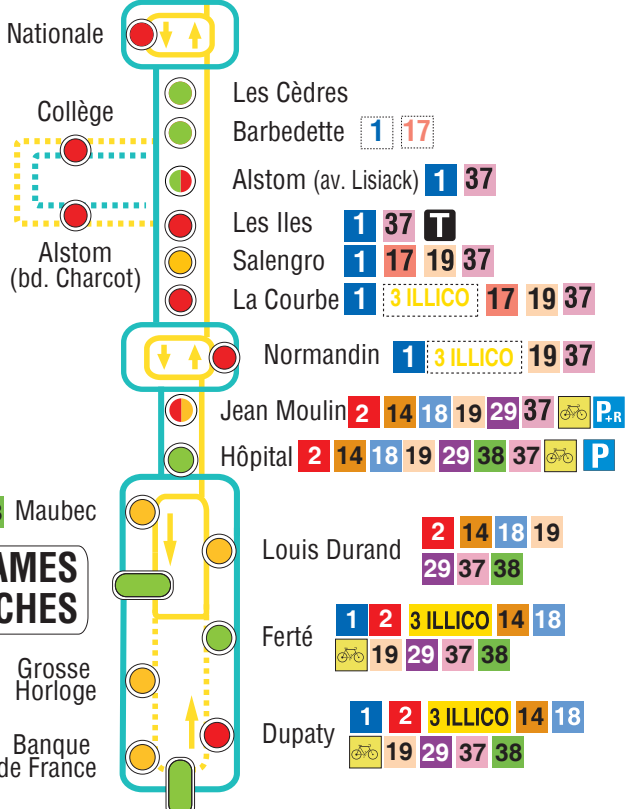 Nationale
Les Cèdres
Collège
Barbedette 1 17
Alstom (av. Lisiack) 1 37
Les Iles 1 37 T
Alstom
(bd. Charcot)
Salengro 1 17 19 37
La Courbe 1 3 ILLICO 17 19 37
Normandin 1 3 ILLICO 19 37
Jean Moulin 2 14 18 19 29 37 P+R
Hôpital 2 14 18 19 29 38 37 P
Maubec
Louis Durand
2 14 18 19
29 37 38
Ferté
1 2 3 ILLICO 14 18
19 29 37 38
Grosse
Horloge
Dupaty
1 2 3 ILLICO 14 18
19 29 37 38
Banque
de France